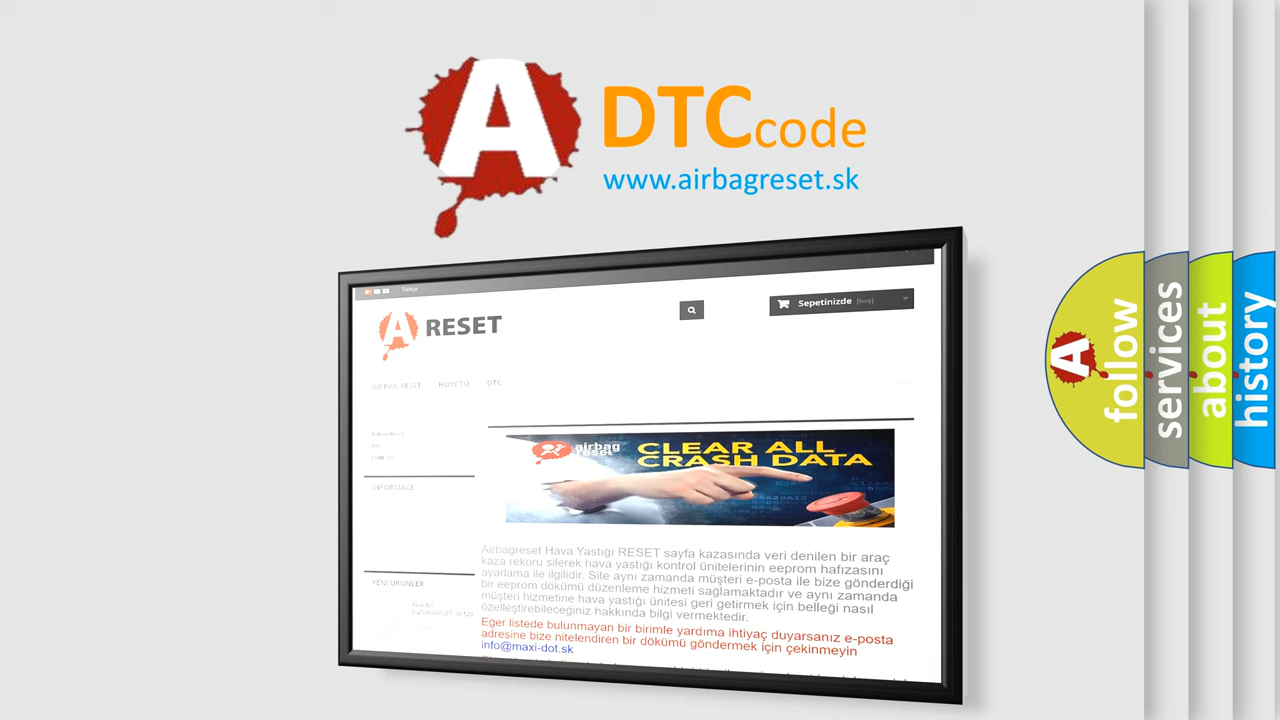 A DTC code
www.airbagreset.sk
Türkçe
A RESET
Sepetinizde [boş]
AIRBAG RESET HOW TO DTC
airbag reset
CLEAR ALL
CRASH DATA
INFORMACE
Airbagreset Hava Yastığı RESET sayfa kazasında veri denilen bir araç
kaza rekoru silerek hava yastığı kontrol ünitelerinin eeprom hafızasını
ayarlama ile ilgilidir. Site aynı zamanda müşteri e-posta ile bize gönderdiği
bir eeprom dökümü düzenleme hizmeti sağlamaktadır ve aynı zamanda
müşteri hizmetine hava yastığı ünitesi geri getirmek için belleği nasıl
özelleştirebileceğiniz hakkında bilgi vermektedir.
Eğer listede bulunmayan bir birimle yardıma ihtiyaç duyarsanız e-posta
adresine bize nitelendiren bir dökümü göndermek için çekinmeyin
info@maxi-dot.sk
YENI ÜRÜNLER
A follow
services
about
history